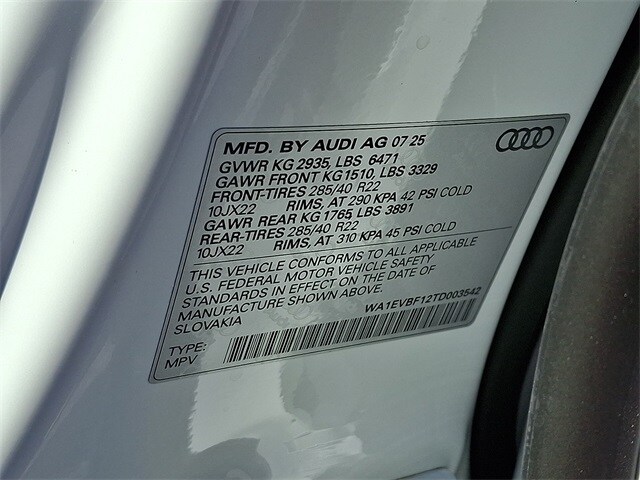 MFD. BY AUDI AG 07 25
GVWR KG 2935, LBS 6471
GAWR FRONT KG 1510, LBS 3329
FRONT-TIRES 285/40 R22
10JX22 RIMS, AT 290 KPA 42 PSI COLD
GAWR REAR KG 1765, LBS 3891
REAR-TIRES 285/40 R22
10JX22 RIMS, AT 310 KPA 45 PSI COLD
THIS VEHICLE CONFORMS TO ALL APPLICABLE
U.S. FEDERAL MOTOR VEHICLE SAFETY
STANDARDS IN EFFECT ON THE DATE OF
MANUFACTURE SHOWN ABOVE.
SLOVAKIA
WA1EVBF12TD003542
TYPE:
MPV